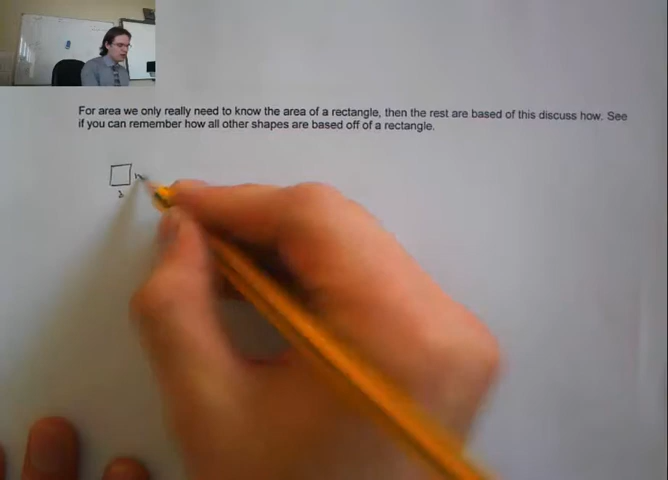 For area we only really need to know the area of a rectangle, then the rest are based of this discuss how. See
if you can remember how all other shapes are based off of a rectangle.